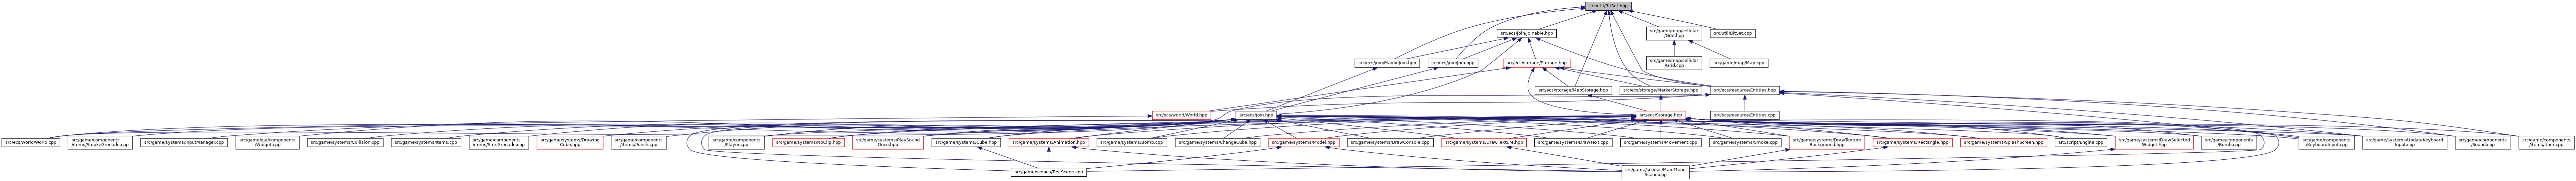 src/util/BitSet.hpp
src/ecs/join/Joinable.hpp
src/game/map/cellular
/Grid.hpp
src/util/BitSet.cpp
src/ecs/join/MaybeJoin.hpp
src/ecs/join/Join.hpp
src/ecs/storage/Storage.hpp
src/game/map/cellular
/Grid.cpp
src/game/map/Map.cpp
src/ecs/storage/MapStorage.hpp
src/ecs/storage/MarkerStorage.hpp
src/ecs/resource/Entities.hpp
src/ecs/world/World.hpp
src/ecs/join.hpp
src/ecs/Storage.hpp
src/ecs/resource/Entities.cpp
src/ecs/world/World.cpp
src/game/components
/items/SmokeGrenade.cpp
src/game/systems/InputManager.cpp
src/game/gui/components
/Widget.cpp
src/game/systems/Collision.cpp
src/game/systems/Items.cpp
src/game/components
/items/StunGrenade.cpp
src/game/systems/Drawing
Cube.hpp
src/game/components
/items/Punch.cpp
src/game/components
/Player.cpp
src/game/systems/NoClip.hpp
src/game/systems/PlaySound
Once.hpp
src/game/systems/Cube.hpp
src/game/systems/Animation.hpp
src/game/systems/Bomb.cpp
src/game/systems/ChangeCube.hpp
src/game/systems/Model.hpp
src/game/systems/DrawConsole.cpp
src/game/systems/DrawTexture.hpp
src/game/systems/DrawText.cpp
src/game/systems/Movement.cpp
src/game/systems/Smoke.cpp
src/game/systems/DrawTexture
Background.hpp
src/game/systems/Rectangle.hpp
src/game/systems/SplashScreen.hpp
src/script/Engine.cpp
src/game/systems/DrawSelected
Widget.hpp
src/game/components
/Bomb.cpp
src/game/components
/KeyboardInput.cpp
src/game/systems/UpdateKeyboard
Input.cpp
src/game/components
/Sound.cpp
src/game/components
/items/Item.cpp
src/game/scenes/TestScene.cpp
src/game/scenes/MainMenu
Scene.cpp